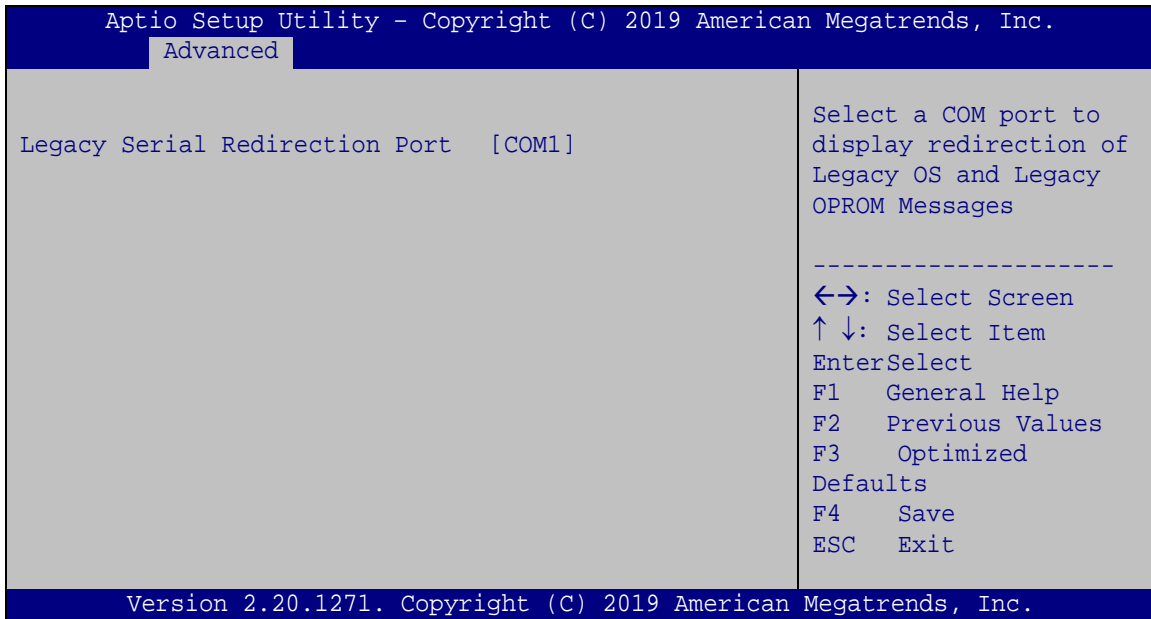 Aptio Setup Utility – Copyright (C) 2019 American Megatrends, Inc.
Advanced
Legacy Serial Redirection Port [COM1]
Select a COM port to
display redirection of
Legacy OS and Legacy
OPROM Messages
---------------------
←→: Select Screen
↑ ↓: Select Item
EnterSelect
F1 General Help
F2 Previous Values
F3 Optimized
Defaults
F4 Save
ESC Exit
Version 2.20.1271. Copyright (C) 2019 American Megatrends, Inc.